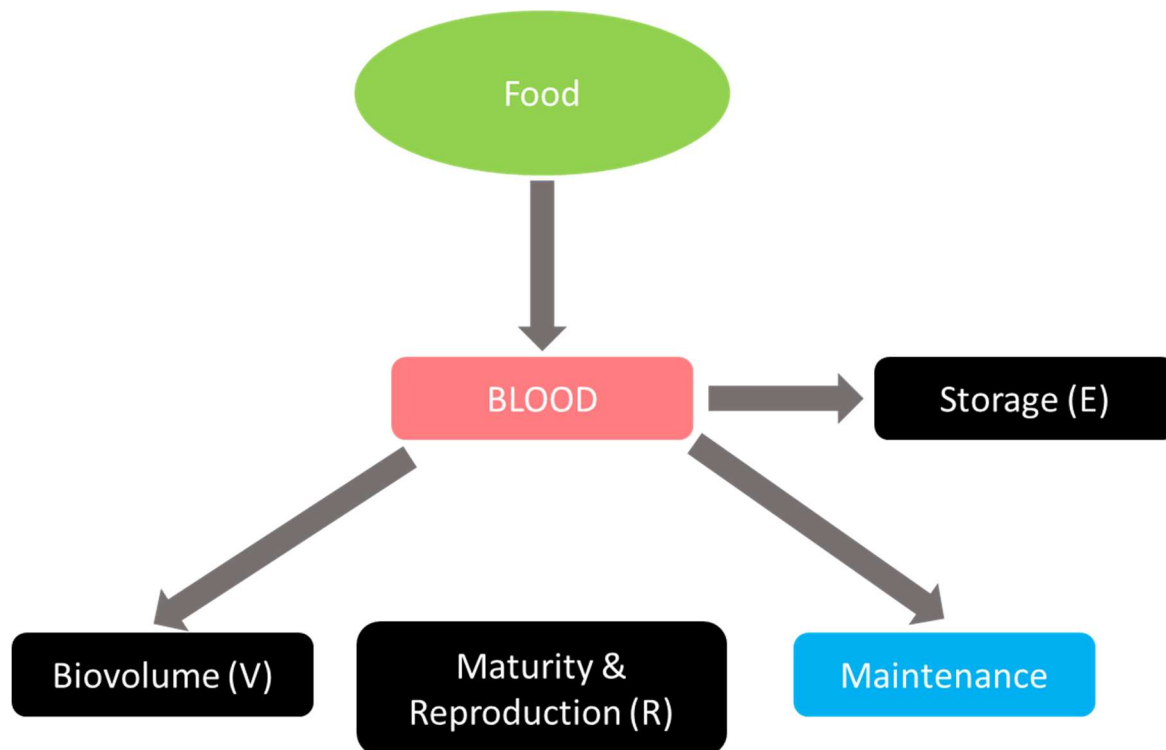 Food
BLOOD
Storage (E)
Biovolume (V)
Maturity &
Reproduction (R)
Maintenance